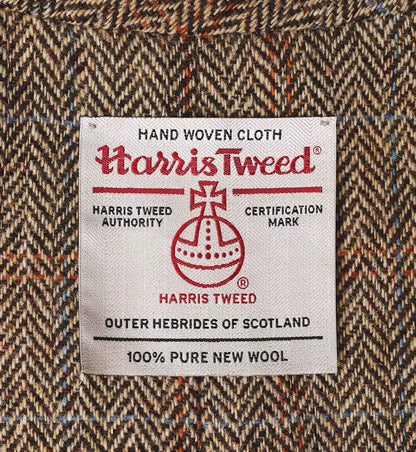 HAND WOVEN CLOTH
Harris Tweed®
HARRIS TWEED AUTHORITY
CERTIFICATION MARK
®
HARRIS TWEED
OUTER HEBRIDES OF SCOTLAND
100% PURE NEW WOOL